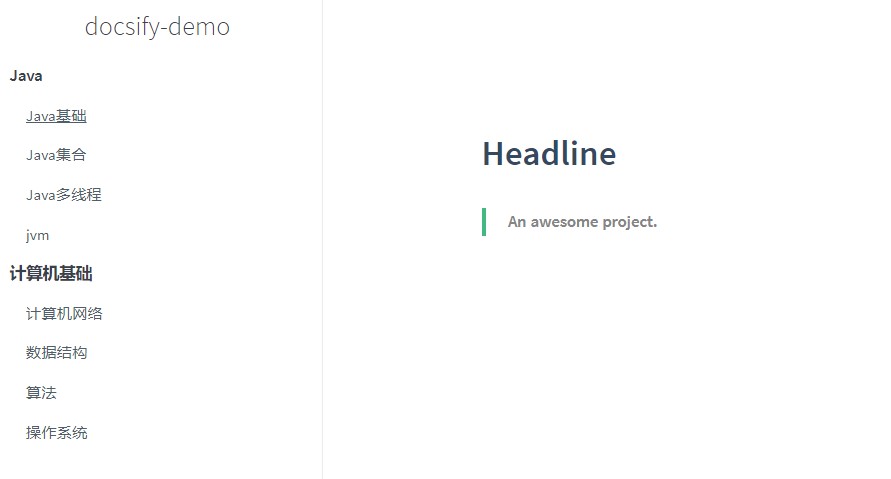 docsify-demo
Java
Java基础
Java集合
Java多线程
jvm
计算机基础
计算机网络
数据结构
算法
操作系统
Headline
An awesome project.